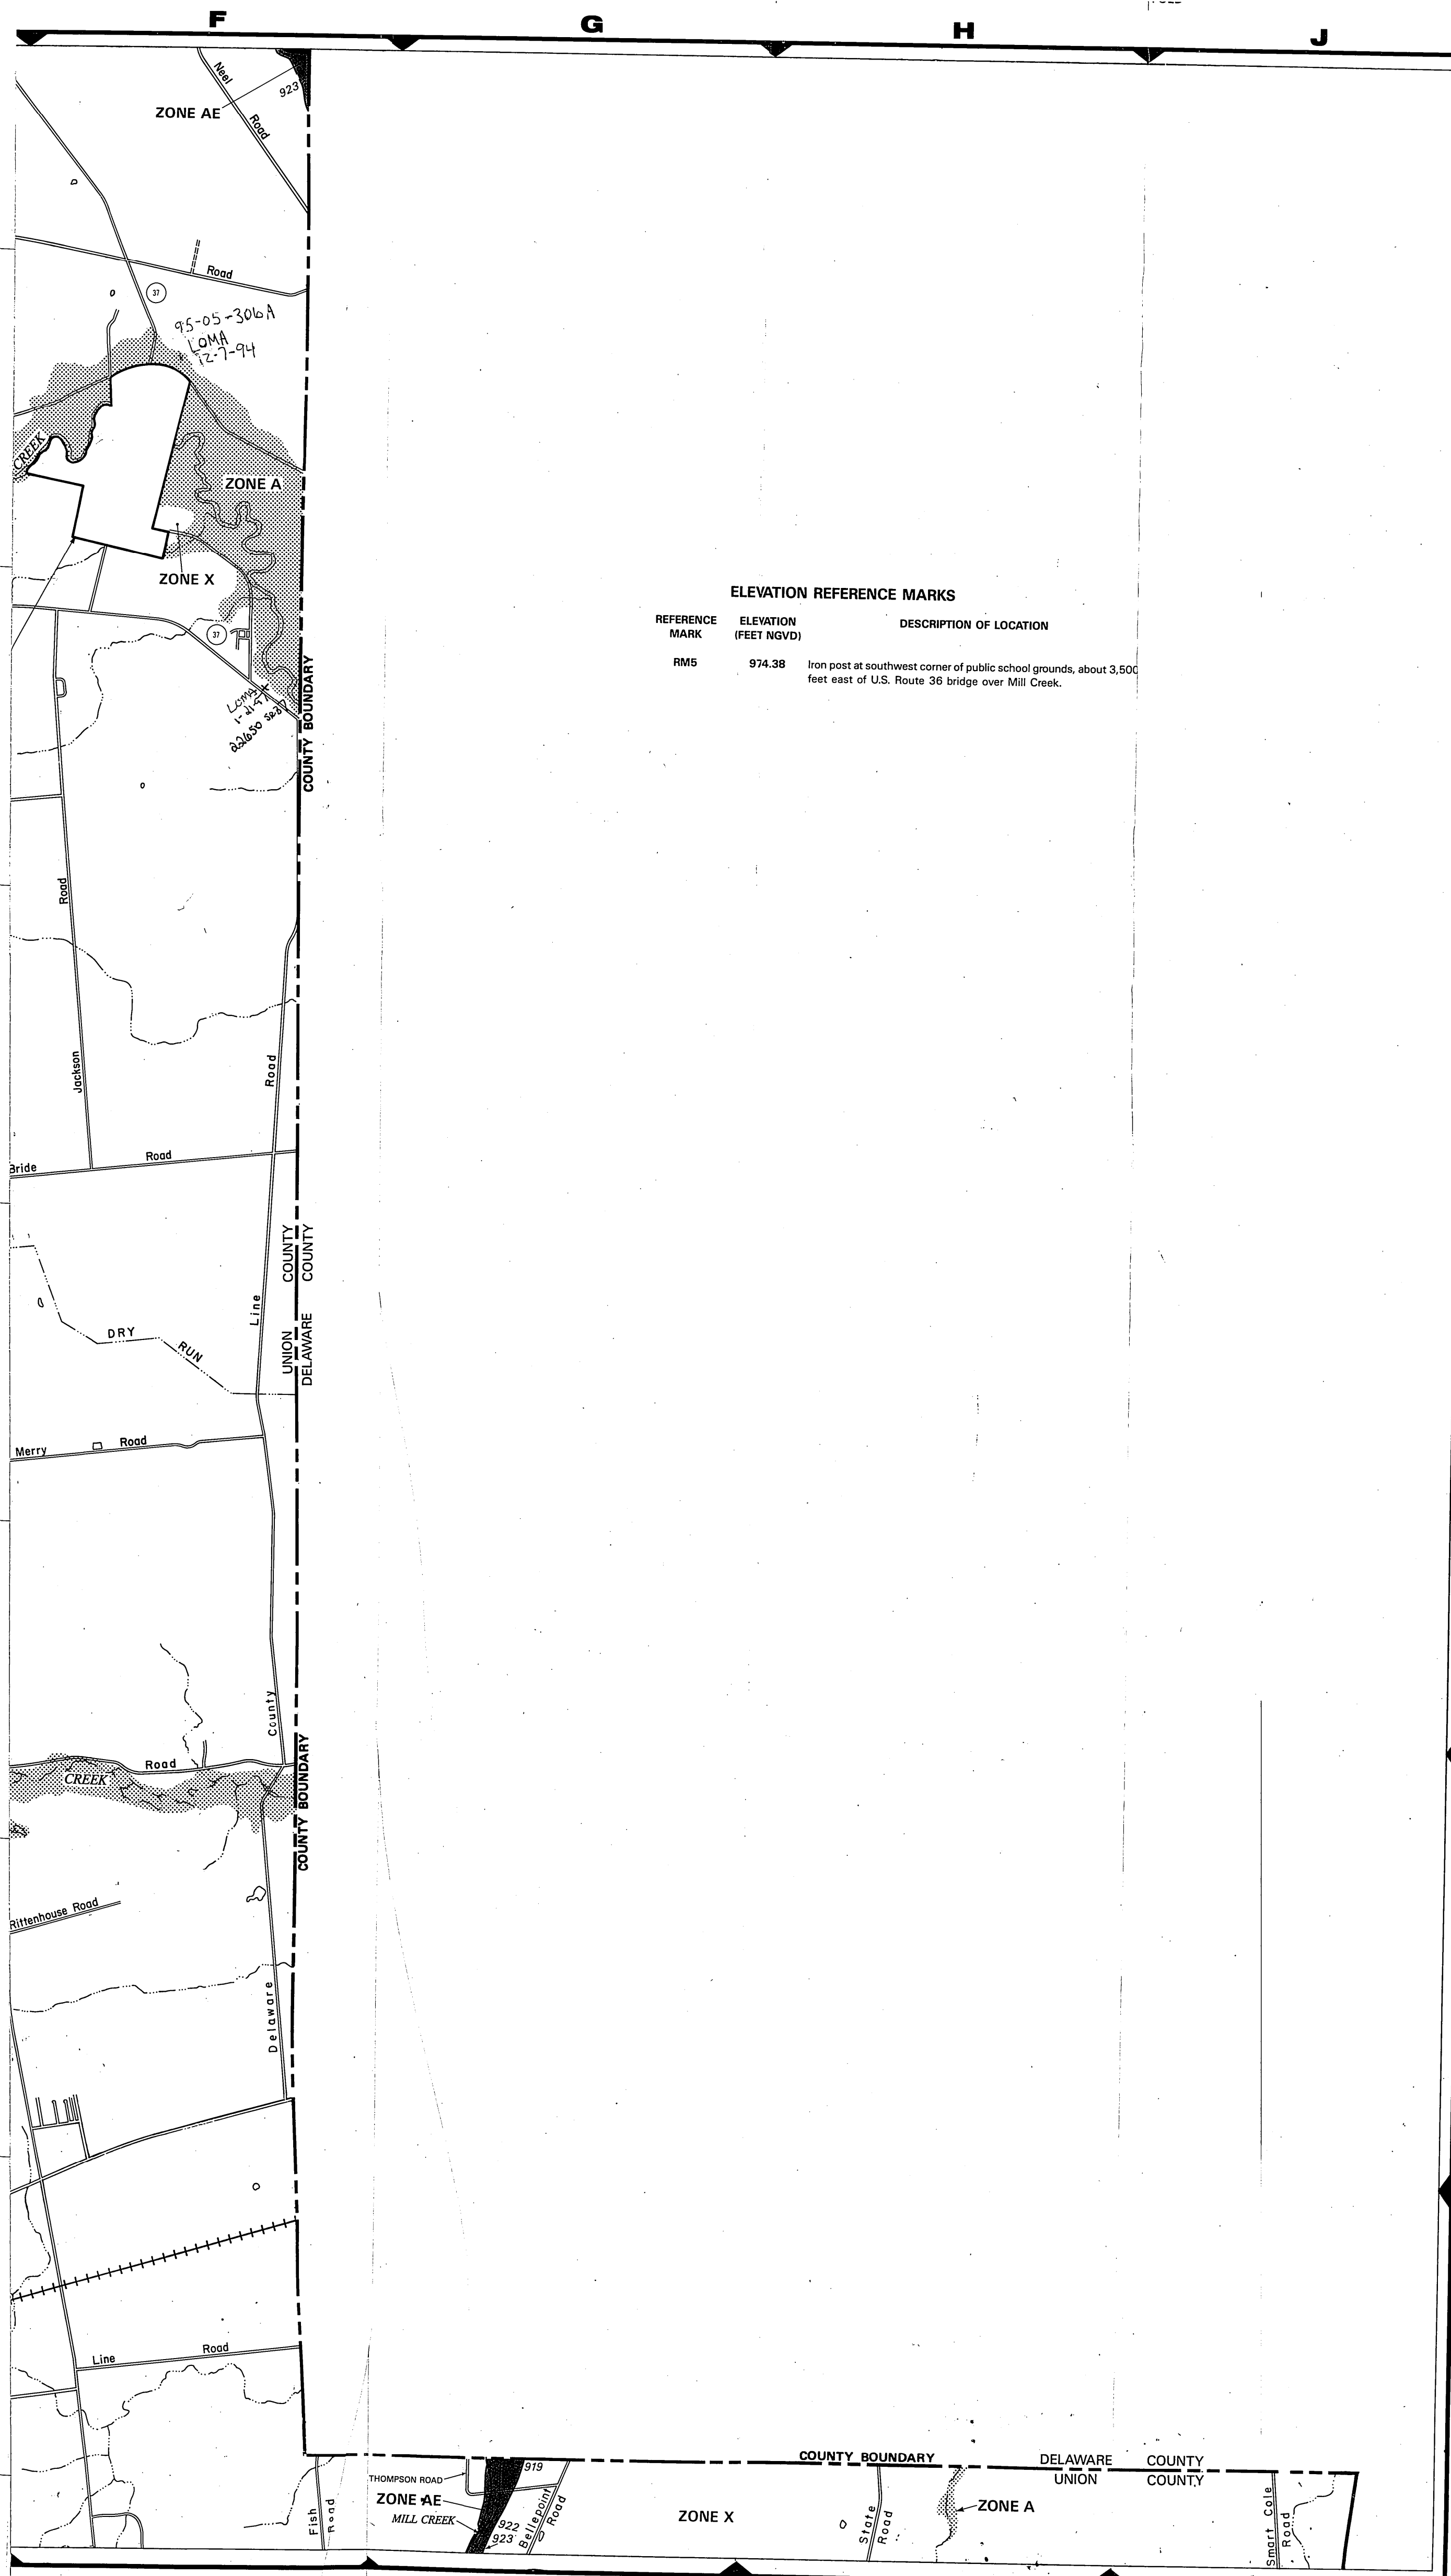 F
G
H
J
Neel
Road
923
ZONE AE
Road
37
95-05-306A
LOMA
12-7-94
CREEK
ZONE A
ZONE X
37
LOMA
COUNTY BOUNDARY
ELEVATION REFERENCE MARKS
REFERENCE MARK
ELEVATION (FEET NGVD)
DESCRIPTION OF LOCATION
RM5 974.38 Iron post at southwest corner of public school grounds, about 3,500
feet east of U.S. Route 36 bridge over Mill Creek.
Road
Jackson
Road
Bride Road
UNION COUNTY
DELAWARE COUNTY
Line
DRY RUN
Merry Road
County
Road
CREEK
COUNTY BOUNDARY
Rittenhouse Road
Delaware
Line Road
COUNTY BOUNDARY
DELAWARE COUNTY
UNION COUNTY
Fish Road
THOMPSON ROAD
919
ZONE AE
MILL CREEK
922
923
Bellepoint Road
ZONE X
State Road
ZONE A
Smart Cole Road